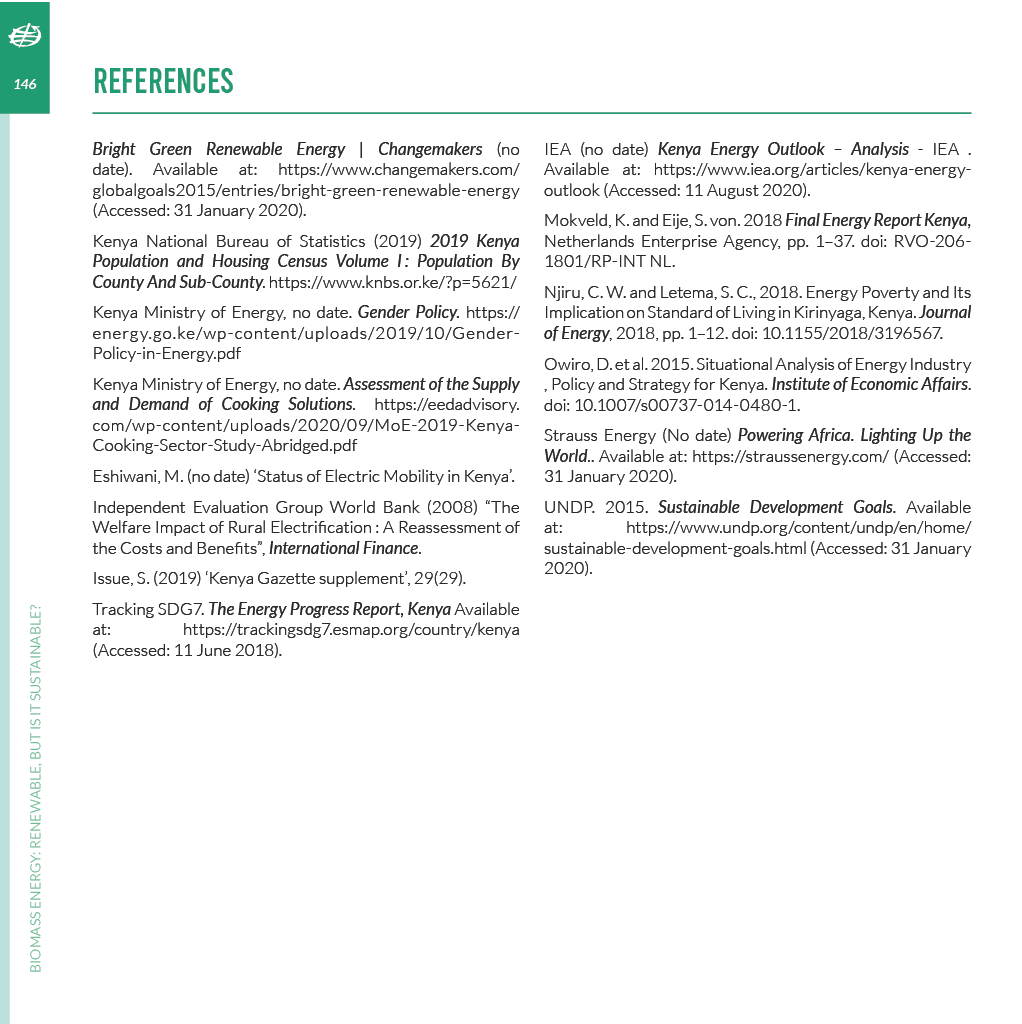 146
REFERENCES
Bright Green Renewable Energy | Changemakers (no
date). Available at: https://www.changemakers.com/
globalgoals2015/entries/bright-green-renewable-energy
(Accessed: 31 January 2020).
Kenya National Bureau of Statistics (2019) 2019 Kenya
Population and Housing Census Volume I : Population By
County And Sub-County. https://www.knbs.or.ke/?p=5621/
Kenya Ministry of Energy, no date. Gender Policy. https://
energy.go.ke/wp-content/uploads/2019/10/Gender-
Policy-in-Energy.pdf
Kenya Ministry of Energy, no date. Assessment of the Supply
and Demand of Cooking Solutions. https://eedadvisory.
com/wp-content/uploads/2020/09/MoE-2019-Kenya-
Cooking-Sector-Study-Abridged.pdf
Eshiwani, M. (no date) ‘Status of Electric Mobility in Kenya’.
Independent Evaluation Group World Bank (2008) “The
Welfare Impact of Rural Electrification : A Reassessment of
the Costs and Benefits”, International Finance.
Issue, S. (2019) ‘Kenya Gazette supplement’, 29(29).
Tracking SDG7. The Energy Progress Report, Kenya Available
at: https://trackingsdg7.esmap.org/country/kenya
(Accessed: 11 June 2018).
IEA (no date) Kenya Energy Outlook – Analysis - IEA .
Available at: https://www.iea.org/articles/kenya-energy-
outlook (Accessed: 11 August 2020).
Mokveld, K. and Eije, S. von. 2018 Final Energy Report Kenya,
Netherlands Enterprise Agency, pp. 1–37. doi: RVO-206-
1801/RP-INT NL.
Njiru, C. W. and Letema, S. C., 2018. Energy Poverty and Its
Implication on Standard of Living in Kirinyaga, Kenya. Journal
of Energy, 2018, pp. 1–12. doi: 10.1155/2018/3196567.
Owiro, D. et al. 2015. Situational Analysis of Energy Industry
, Policy and Strategy for Kenya. Institute of Economic Affairs.
doi: 10.1007/s00737-014-0480-1.
Strauss Energy (No date) Powering Africa. Lighting Up the
World.. Available at: https://straussenergy.com/ (Accessed:
31 January 2020).
UNDP. 2015. Sustainable Development Goals. Available
at: https://www.undp.org/content/undp/en/home/
sustainable-development-goals.html (Accessed: 31 January
2020).
BIOMASS ENERGY: RENEWABLE, BUT IS IT SUSTAINABLE?